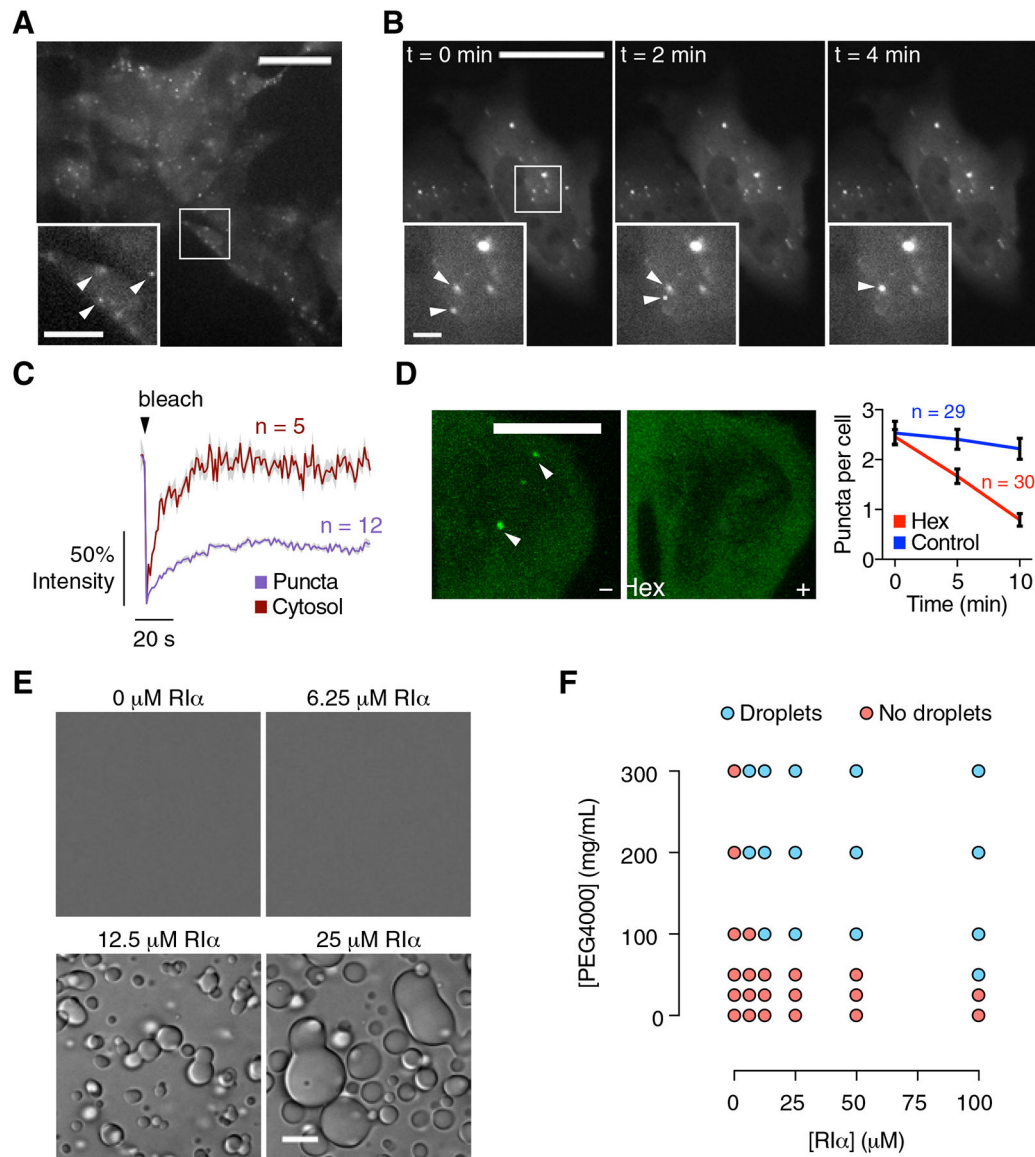 A
B
t = 0 min
t = 2 min
t = 4 min
C
bleach
n = 5
n = 12
50%
Intensity
Puncta
Cytosol
20 s
D
– Hex +
Puncta per cell
3
2
1
0
n = 29
n = 30
Hex
Control
0 5 10
Time (min)
E
0 μM RIα
6.25 μM RIα
12.5 μM RIα
25 μM RIα
F
Droplets
No droplets
[PEG4000] (mg/mL)
300
200
100
0
0 25 50 75 100
[RIα] (μM)